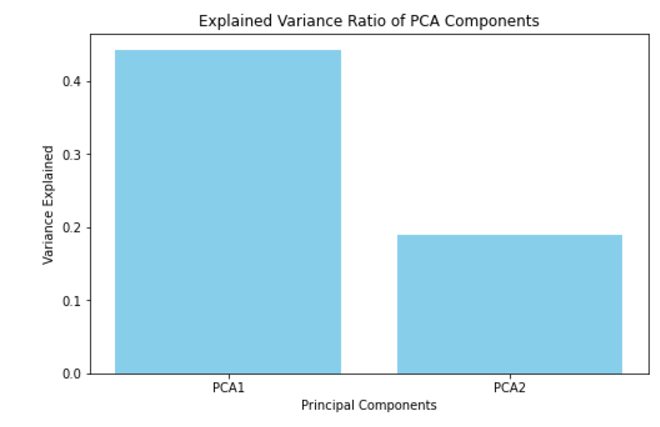 Explained Variance Ratio of PCA Components
Variance Explained
0.4
0.3
0.2
0.1
0.0
PCA1 PCA2
Principal Components